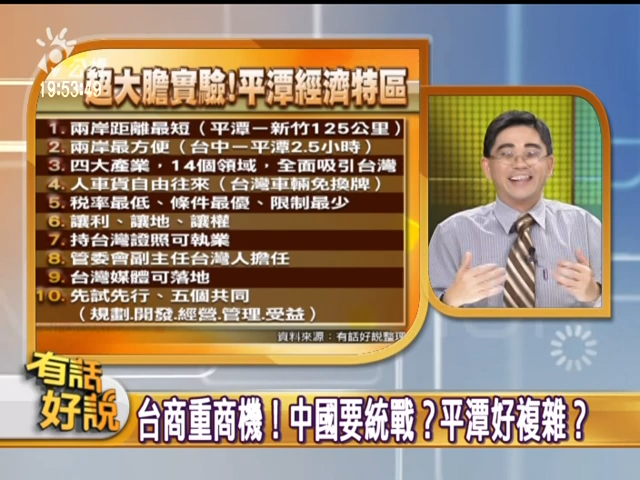 公視
19:53:49
超大膽實驗!平潭經濟特區
1. 兩岸距離最短（平潭－新竹125公里）
2. 兩岸最方便（台中－平潭2.5小時）
3. 四大產業，14個領域，全面吸引台灣
4. 人車貨自由往來（台灣車輛免換牌）
5. 稅率最低、條件最優、限制最少
6. 讓利、讓地、讓權
7. 持台灣證照可執業
8. 管委會副主任台灣人擔任
9. 台灣媒體可落地
10. 先試先行、五個共同
（規劃.開發.經營.管理.受益）
資料來源：有話好說整理
有話
好說
台商重商機！中國要統戰？平潭好複雜？